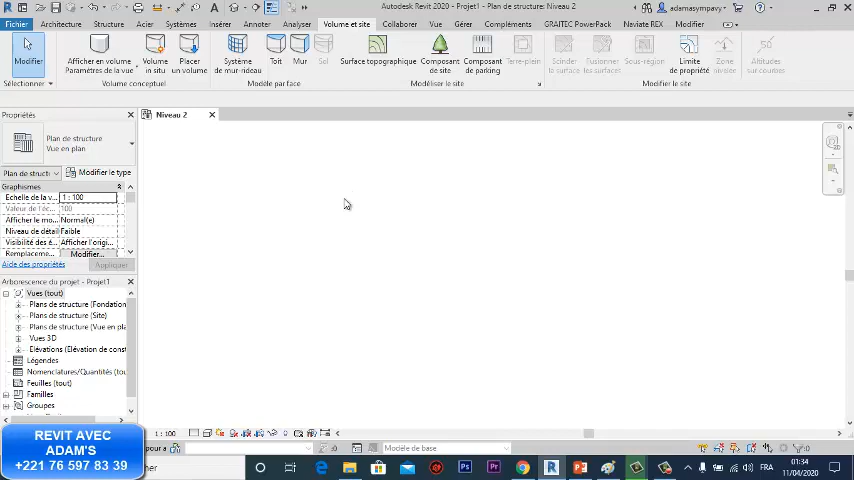 Autodesk Revit 2020 - Projet1 - Plan de structure: Niveau 2
adamasympavy
Fichier Architecture Structure Acier Systèmes Insérer Annoter Analyser Volume et site Collaborer Vue Gérer Compléments GRAITEC PowerPack Naviate REX Modifier
Modifier
Afficher en volume
Paramètres de la vue
Volume
in situ
Placer
un volume
Système
de mur-rideau
Toit
Mur
Sol
Surface topographique
Composant
de site
Composant
de parking
Terre-plein
Scinder
la surface
Fusionner
les surfaces
Sous-région
Limite
de propriété
Zone
nivelée
Altitudes
sur courbes
Sélectionner
Volume conceptuel
Modèle par face
Modéliser le site
Modifier le site
Propriétés
Niveau 2
Plan de structure
Vue en plan
Plan de struct
Modifier le type
Graphismes
Echelle de la v... 1 : 100
Valeur de l'éc... 100
Afficher le mo... Normal(e)
Niveau de détail Faible
Visibilité des é... Afficher l'origi...
Remplaceme... Modifier...
Aide des propriétés
Appliquer
Arborescence du projet - Projet1
Vues (tout)
Plans de structure (Fondation
Plans de structure (Site)
Plans de structure (Vue en pla
Vues 3D
Elévations (Elévation de const
Légendes
Nomenclatures/Quantités (tou
Feuilles (tout)
Familles
Groupes
1 : 100
REVIT AVEC
ADAM'S
+221 76 597 83 39
pour a
:0
Modèle de base
:0
cher
FRA
01:34
11/04/2020